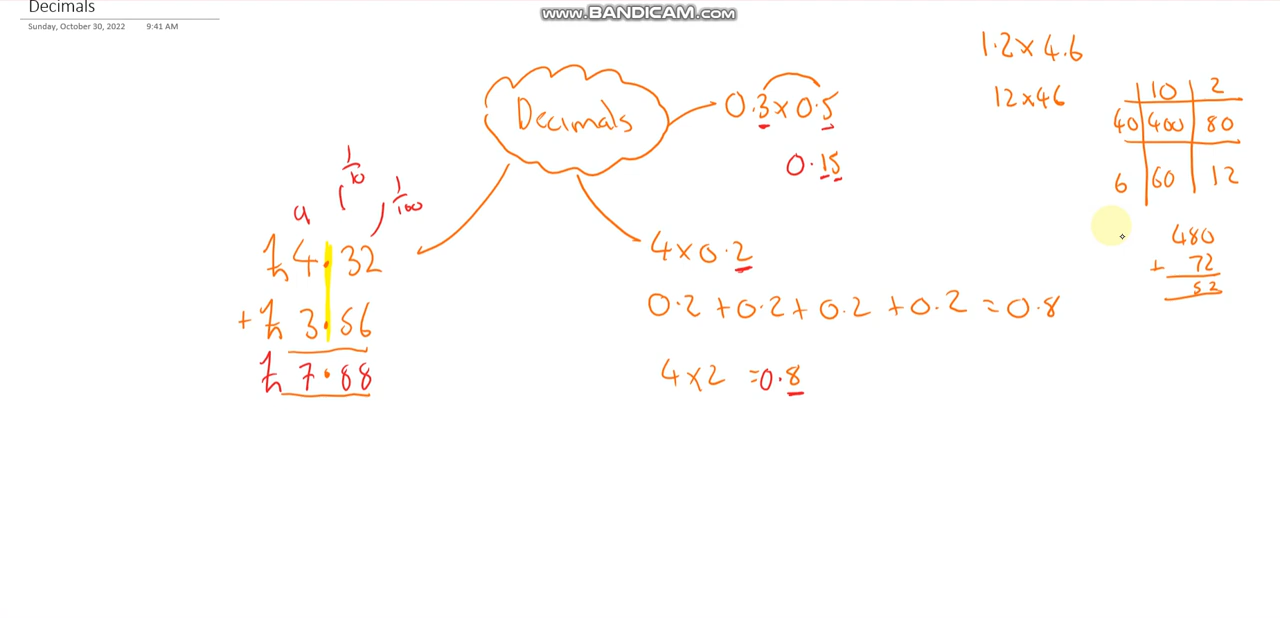 Decimals
Sunday, October 30, 2022 9:41 AM
www.BANDICAM.com
Decimals
0.3 × 0.5
0.15
1.2 × 4.6
12 × 46
10 2
40 400 80
6 60 12
480
+ 72
52
u 1/10 1/100
£4.32
+ £3.56
£7.88
4 × 0.2
0.2 + 0.2 + 0.2 + 0.2 = 0.8
4 × 2 = 0.8